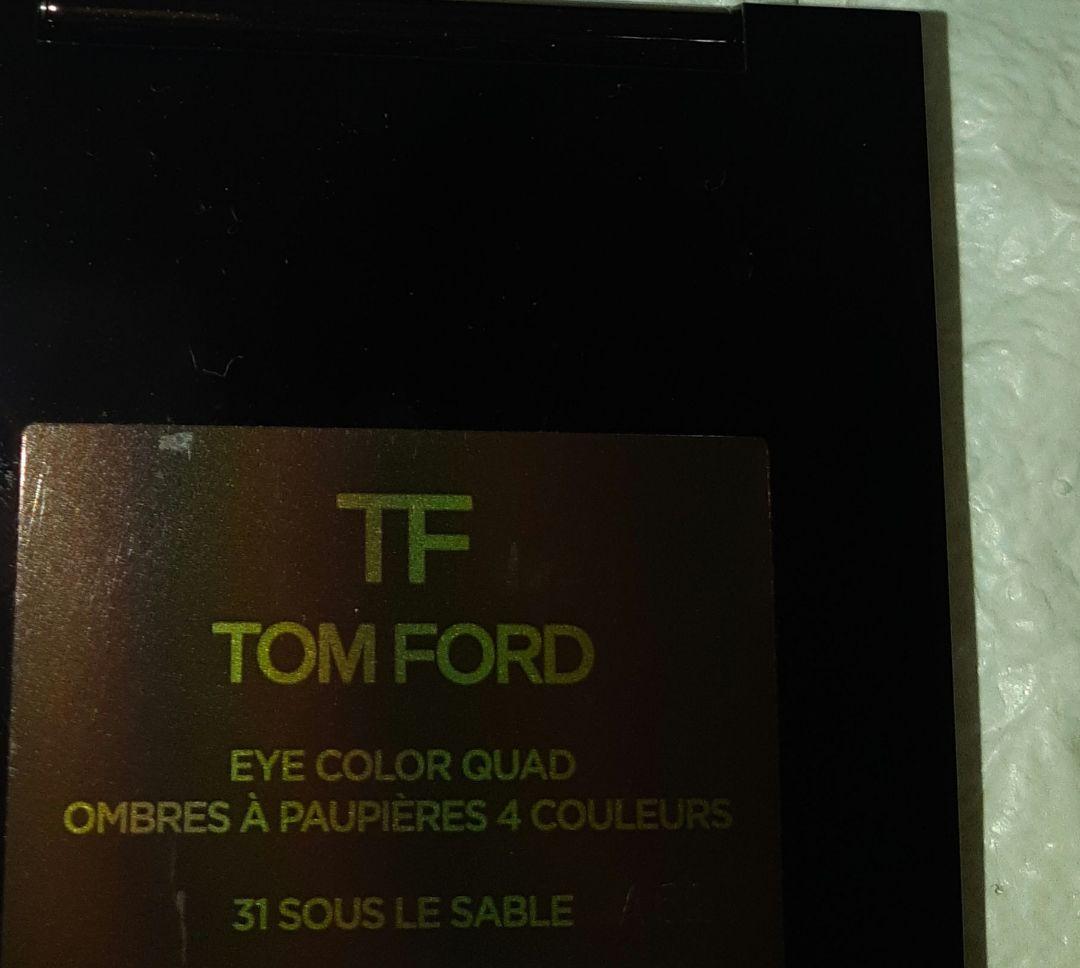 TF
TOM FORD
EYE COLOR QUAD
OMBRES À PAUPIÈRES 4 COULEURS
31 SOUS LE SABLE